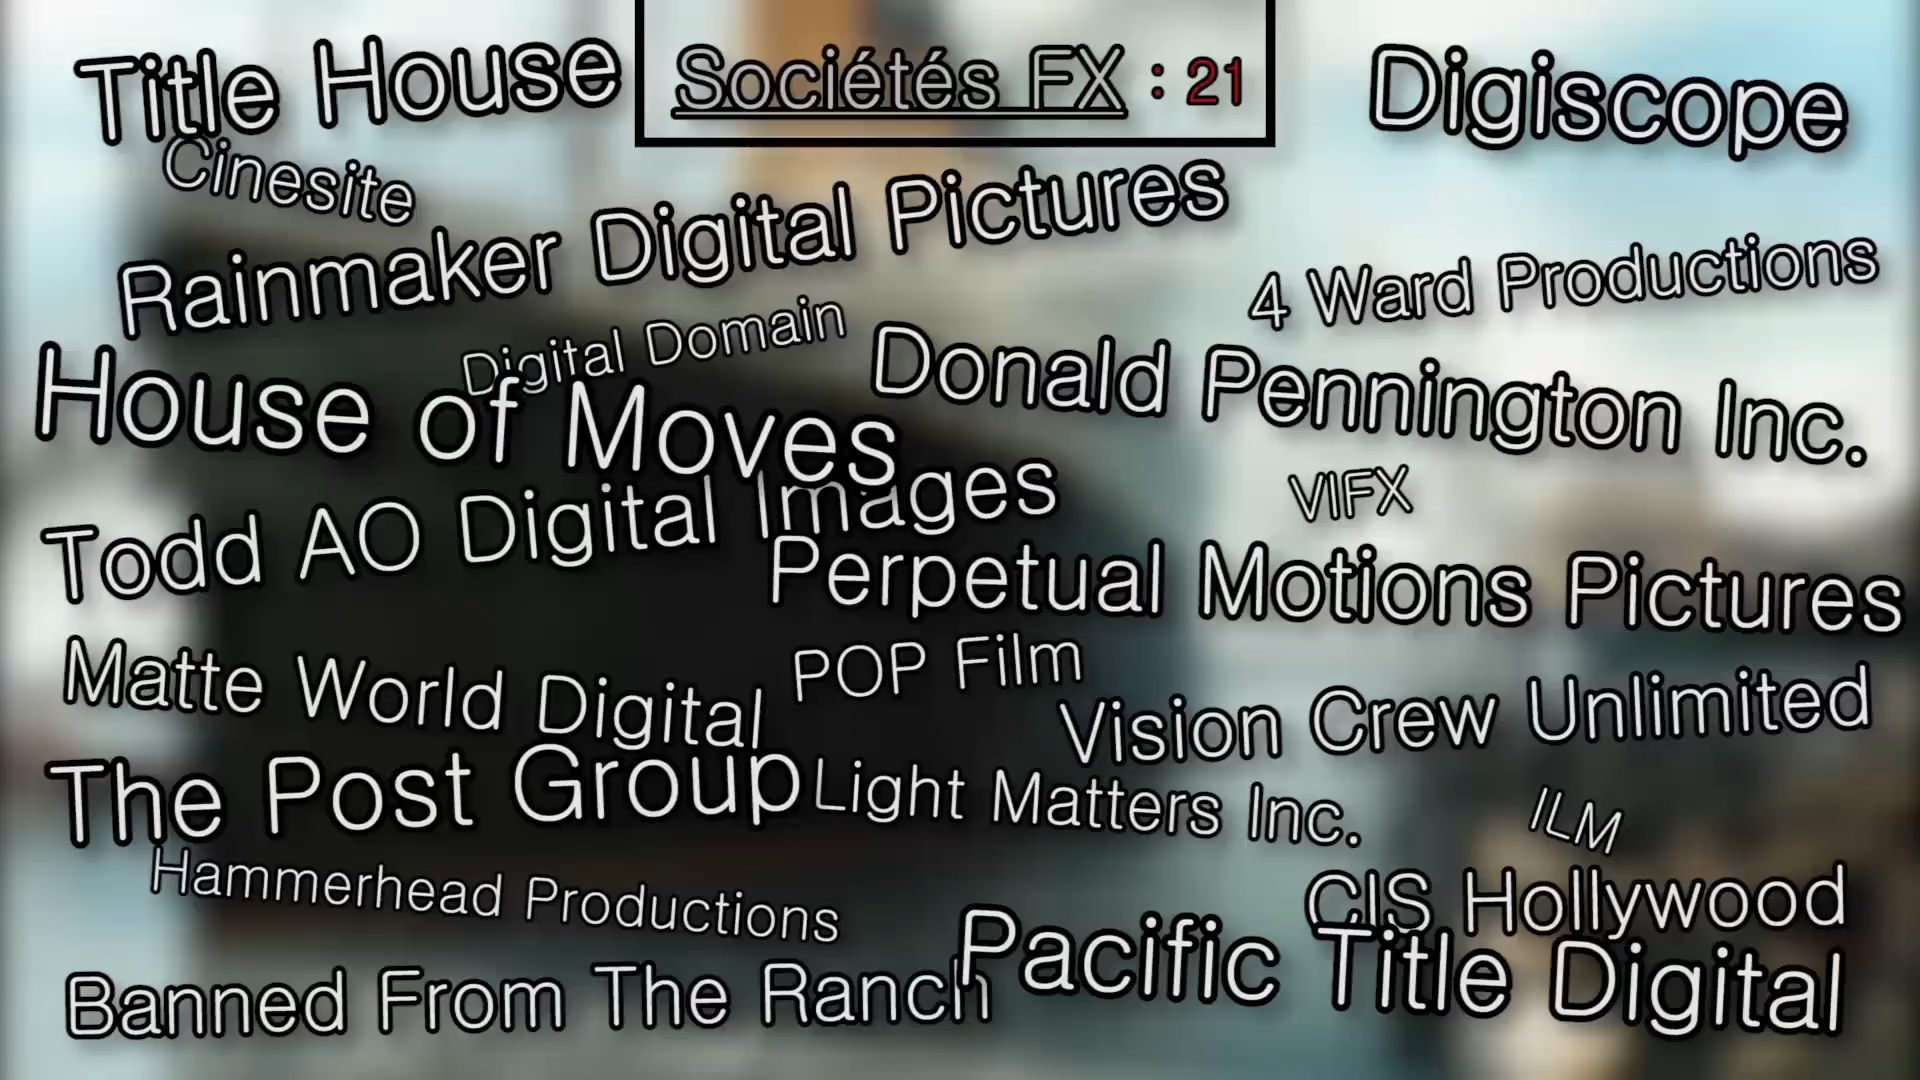 Sociétés FX : 21
Title House
Digiscope
Cinesite
Rainmaker Digital Pictures
4 Ward Productions
Digital Domain
Donald Pennington Inc.
House of Moves
VIFX
Todd AO Digital Images
Perpetual Motions Pictures
POP Film
Matte World Digital
Vision Crew Unlimited
The Post Group
Light Matters Inc.
ILM
Hammerhead Productions
CIS Hollywood
Pacific Title Digital
Banned From The Ranch